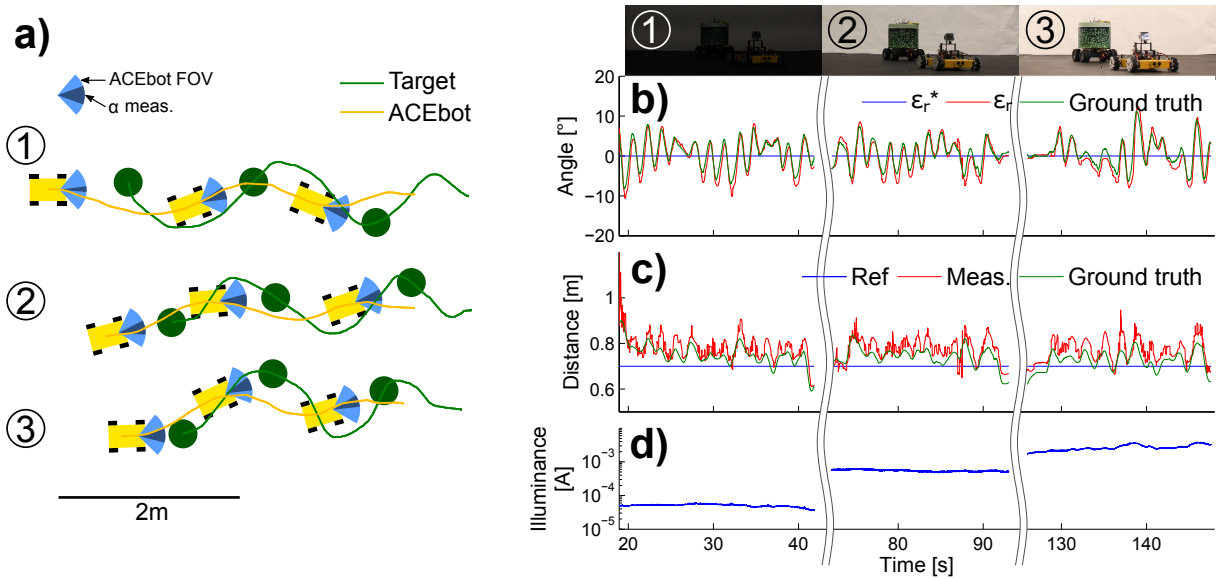 a)
ACEbot FOV
α meas.
Target
ACEbot
①
②
③
2m
① ② ③
b)
εr* εr Ground truth
Angle [°]
20
10
0
−10
−20
c)
Ref Meas. Ground truth
Distance [m]
1
0.8
0.6
d)
Illuminance
[A]
10⁻³
10⁻⁴
10⁻⁵
20 30 40 80 90 130 140
Time [s]